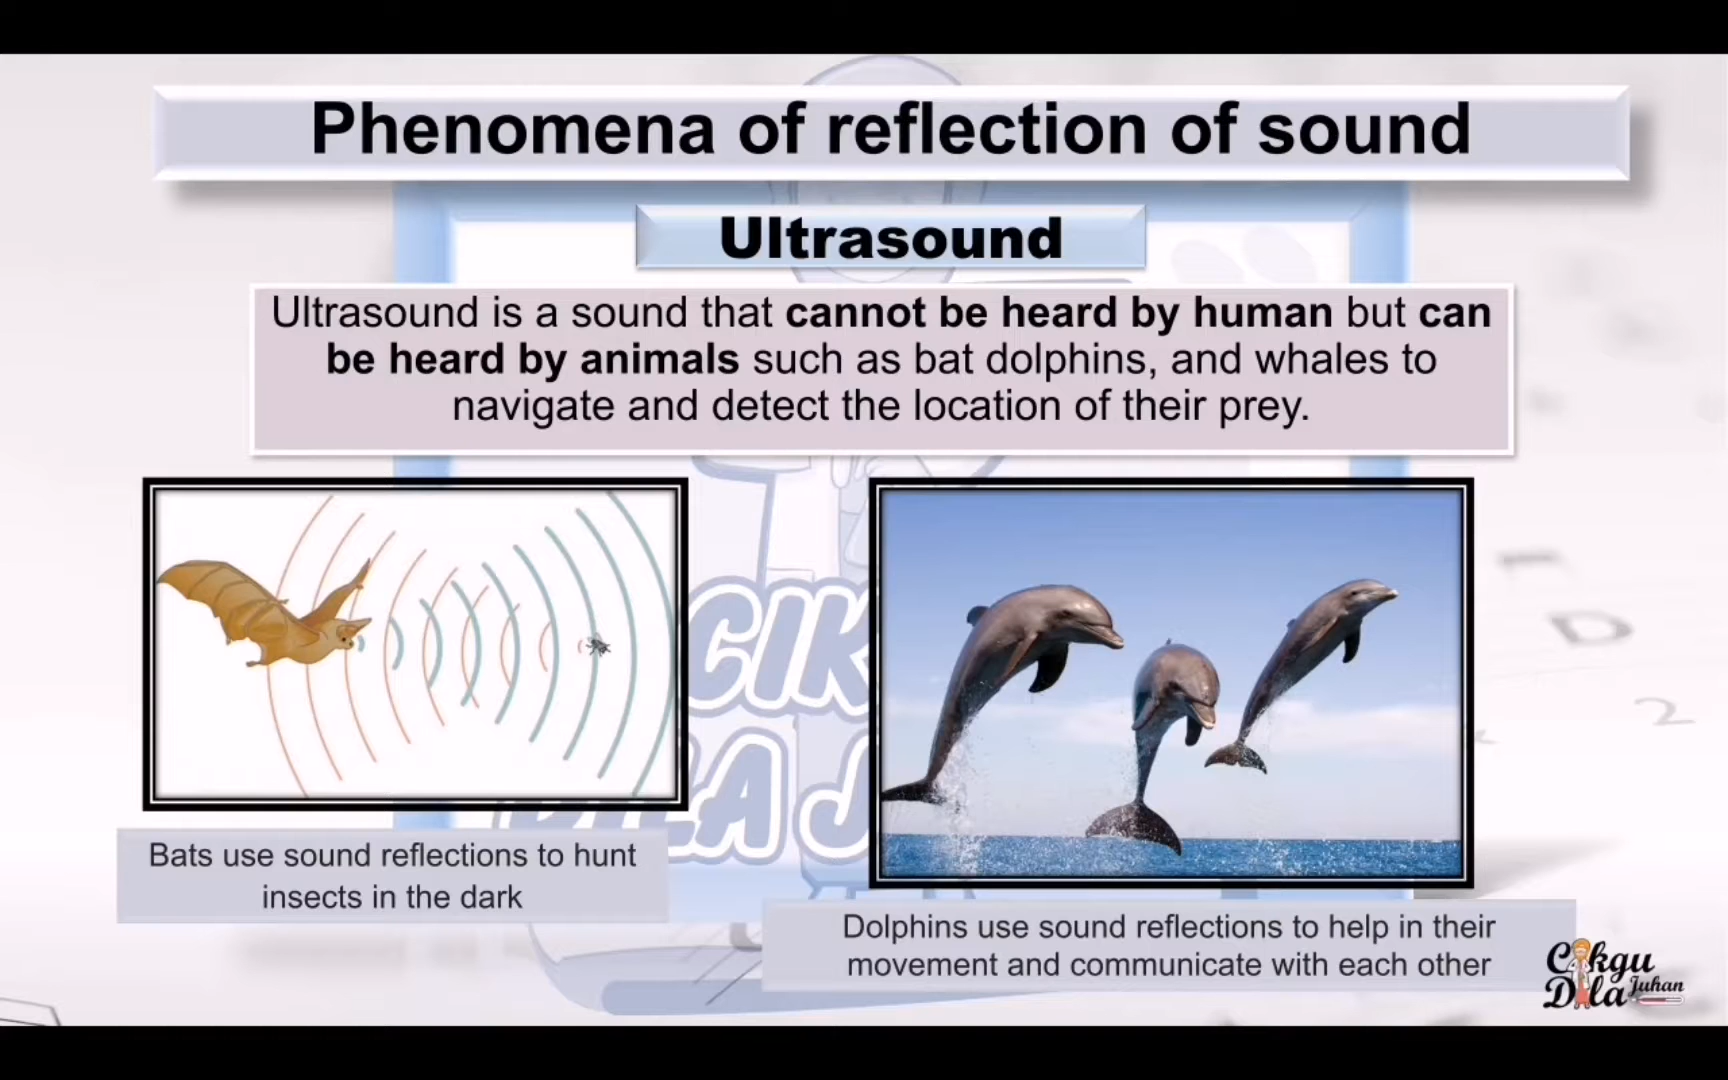 Phenomena of reflection of sound
Ultrasound
Ultrasound is a sound that cannot be heard by human but can
be heard by animals such as bat dolphins, and whales to
navigate and detect the location of their prey.
CIK
DILA J
Bats use sound reflections to hunt
insects in the dark
Dolphins use sound reflections to help in their
movement and communicate with each other
Cikgu
Dila Juhan
D
2